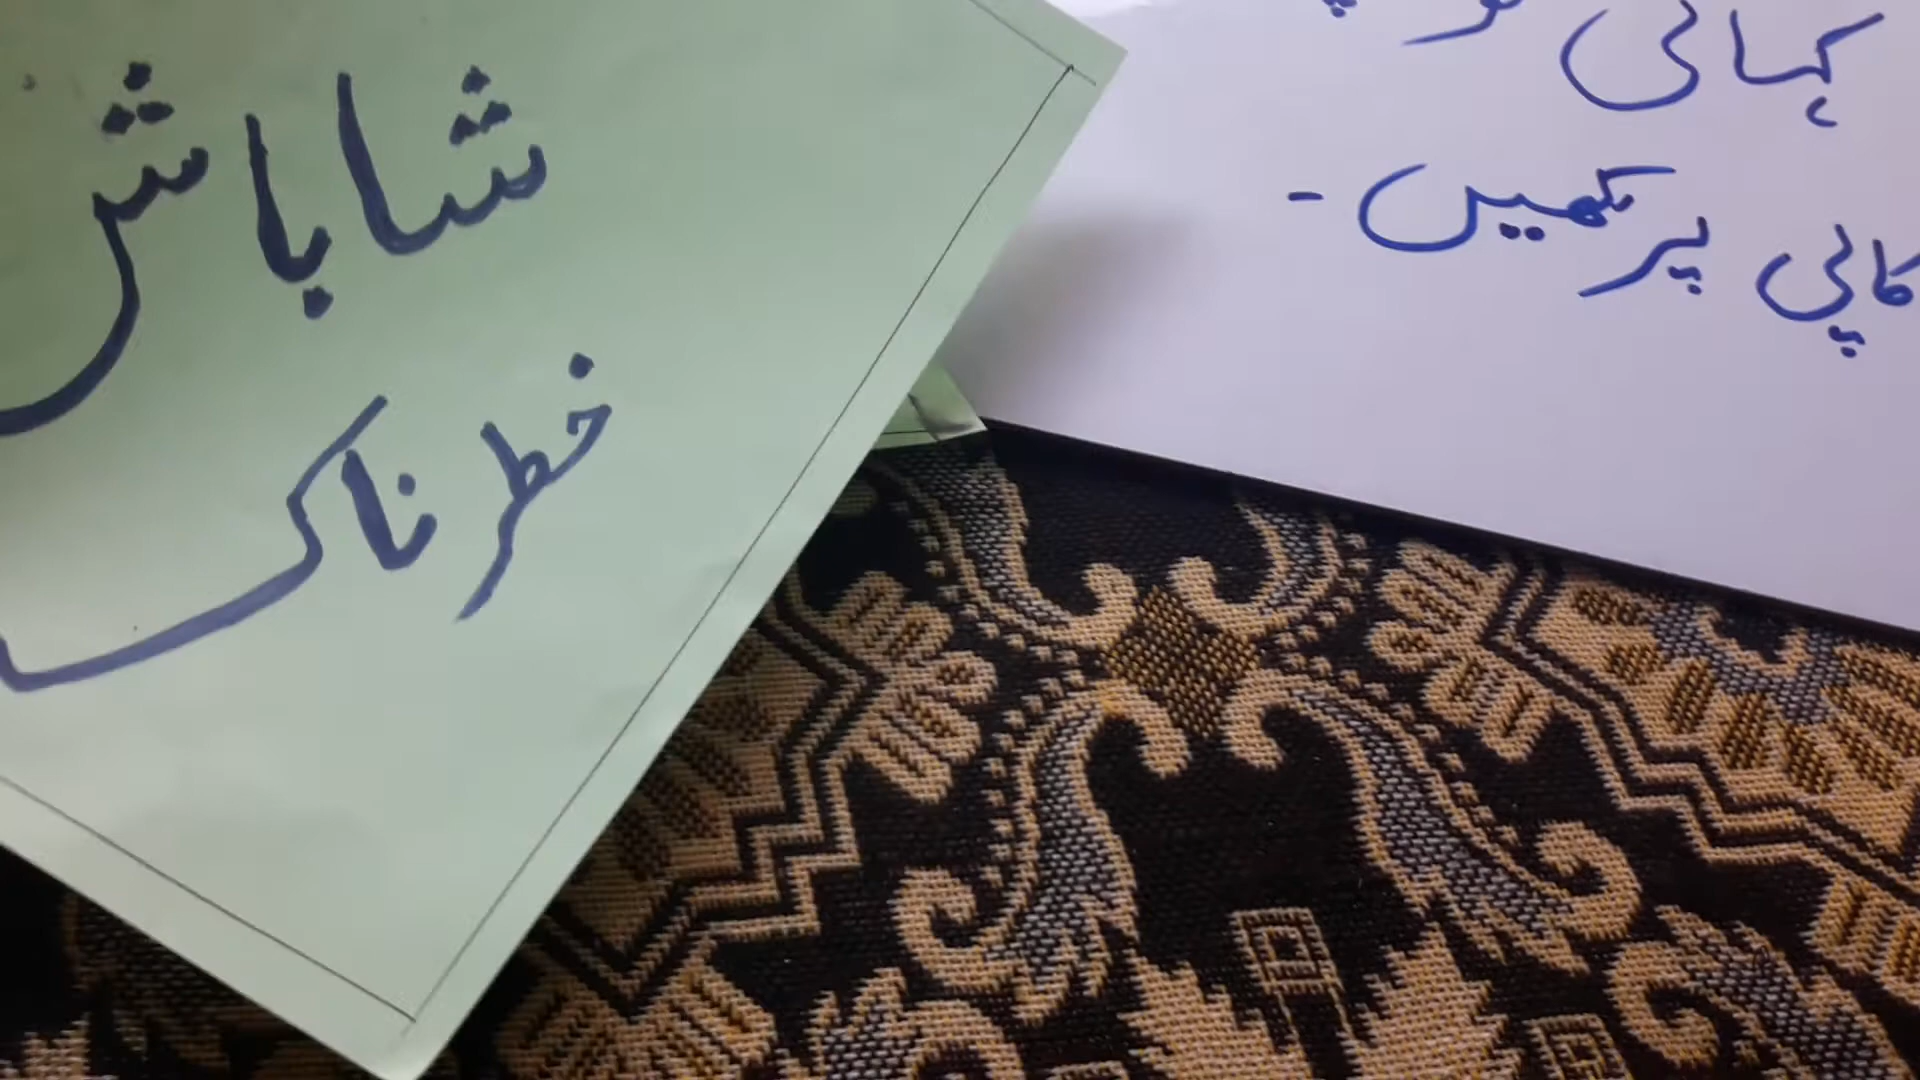 شاباش
خطرناک
کہانی
کاپی پر لکھیں ۔